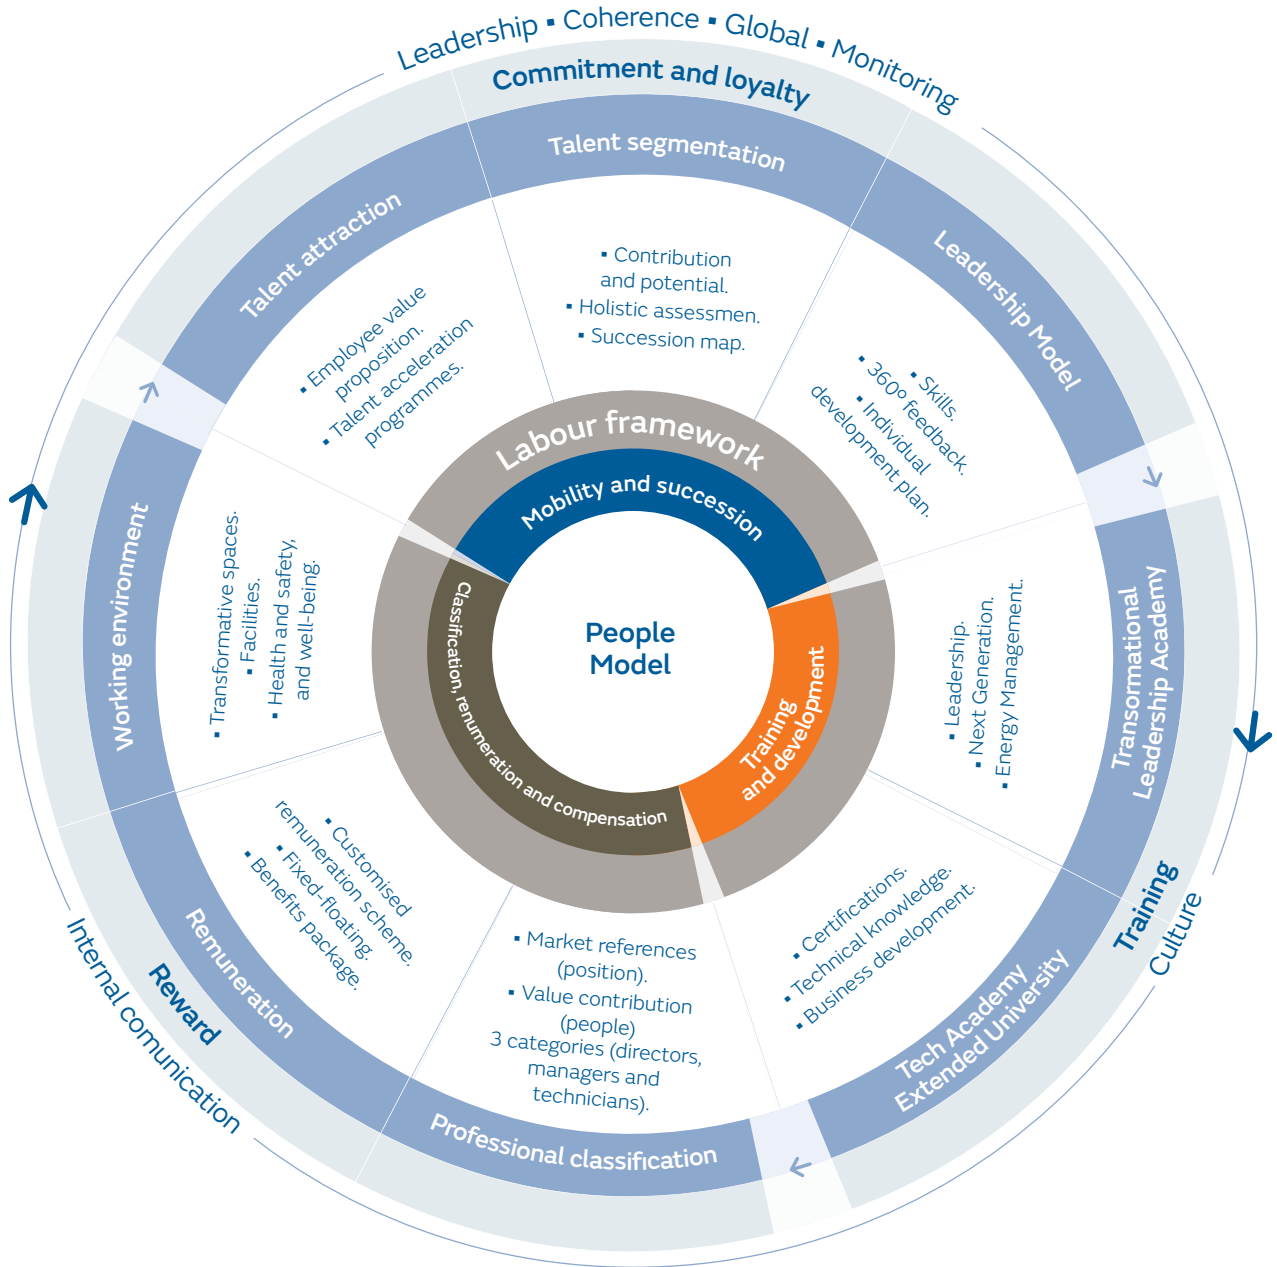 Leadership ▪ Coherence ▪ Global ▪ Monitoring
Commitment and loyalty
Talent attraction
▪ Employee value
proposition.
▪ Talent acceleration
programmes.
Talent segmentation
▪ Contribution
and potential.
▪ Holistic assessmen.
▪ Succession map.
Leadership Model
▪ Skills.
▪ 360º feedback.
▪ Individual
development plan.
Labour framework
Mobility and succession
People
Model
Training
and development
Classification, renumeration and compensation
Transormational
Leadership Academy
▪ Leadership.
▪ Next Generation.
▪ Energy Management.
Training
Culture
Tech Academy
Extended University
▪ Certifications.
▪ Technical knowledge.
▪ Business development.
Professional classification
▪ Market references
(position).
▪ Value contribution
(people)
3 categories (directors,
managers and
technicians).
Remuneration
▪ Customised
remuneration scheme.
▪ Fixed-floating.
▪ Benefits package.
Reward
Internal comunication
Working environment
▪ Transformative spaces.
▪ Facilities.
▪ Health and safety,
and well-being.